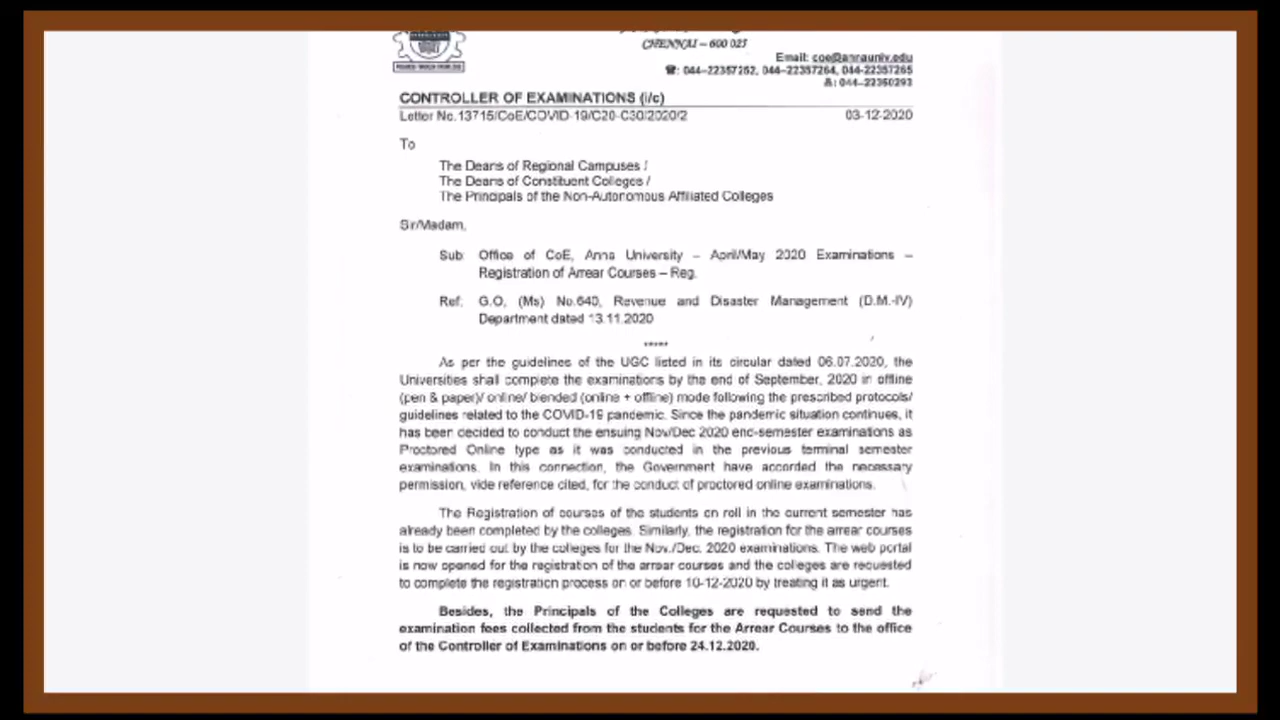 CHENNAI – 600 025
Email: coe@annauniv.edu
☎: 044–22357262, 044–22357264, 044-22357265
: 044–22350293
CONTROLLER OF EXAMINATIONS (i/c)
Letter No.13715/CoE/COVID-19/C20-C30/2020/2 03-12-2020
To
The Deans of Regional Campuses /
The Deans of Constituent Colleges /
The Principals of the Non-Autonomous Affiliated Colleges
Sir/Madam,
Sub: Office of CoE, Anna University – April/May 2020 Examinations –
Registration of Arrear Courses – Reg.
Ref: G.O, (Ms) No.640, Revenue and Disaster Management (D.M.-IV)
Department dated 13.11.2020
*****
As per the guidelines of the UGC listed in its circular dated 06.07.2020, the
Universities shall complete the examinations by the end of September, 2020 in offline
(pen & paper)/ online/ blended (online + offline) mode following the prescribed protocols/
guidelines related to the COVID-19 pandemic. Since the pandemic situation continues, it
has been decided to conduct the ensuing Nov/Dec 2020 end-semester examinations as
Proctored Online type as it was conducted in the previous terminal semester
examinations. In this connection, the Government have accorded the necessary
permission, vide reference cited, for the conduct of proctored online examinations.
The Registration of courses of the students on roll in the current semester has
already been completed by the colleges. Similarly, the registration for the arrear courses
is to be carried out by the colleges for the Nov./Dec. 2020 examinations. The web portal
is now opened for the registration of the arrear courses and the colleges are requested
to complete the registration process on or before 10-12-2020 by treating it as urgent.
Besides, the Principals of the Colleges are requested to send the
examination fees collected from the students for the Arrear Courses to the office
of the Controller of Examinations on or before 24.12.2020.